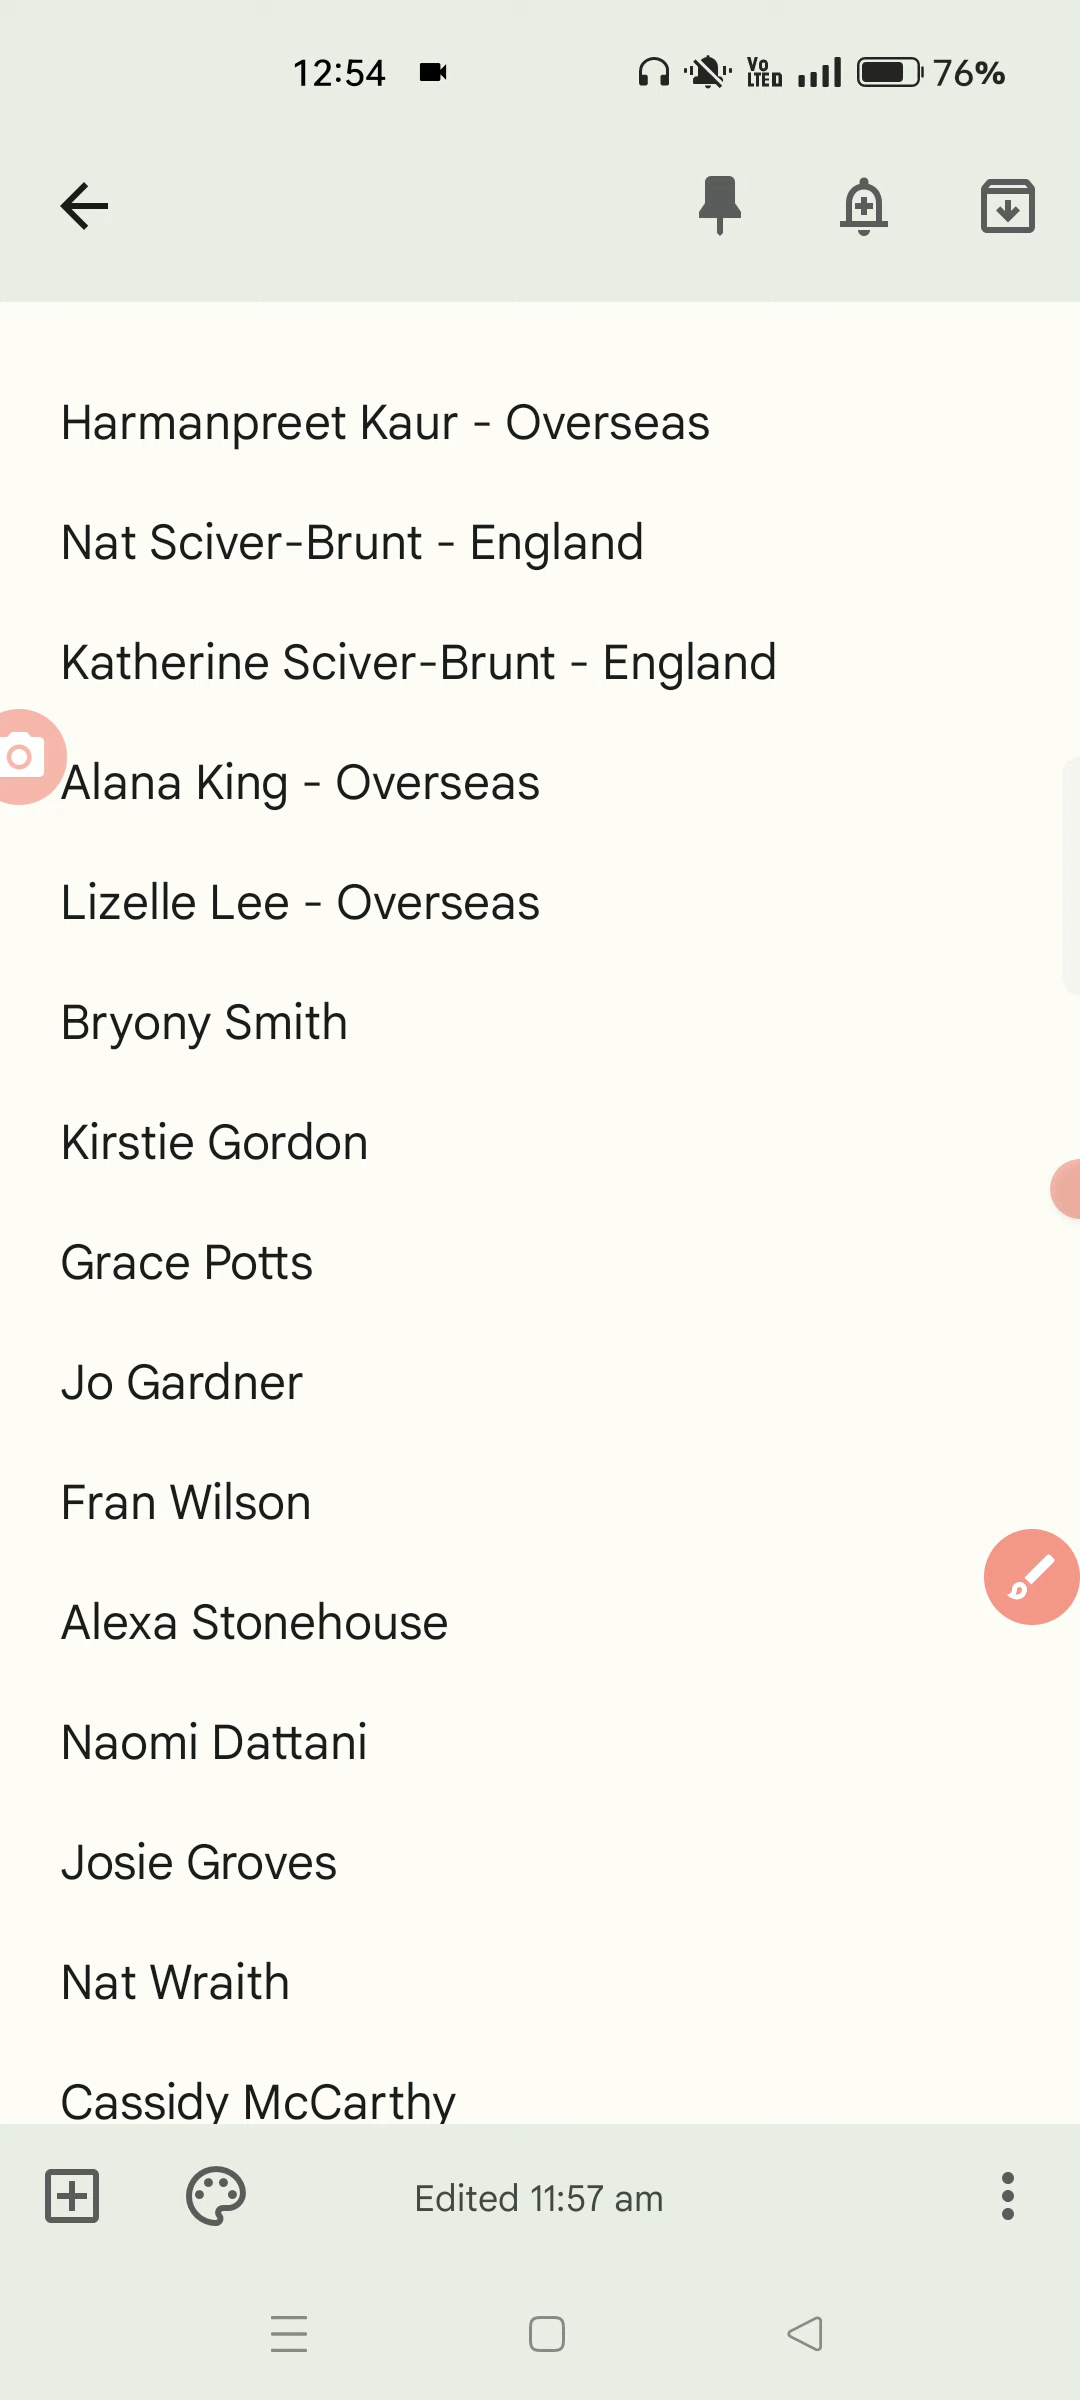 12:54 Vo LTED 76%
Harmanpreet Kaur - Overseas
Nat Sciver-Brunt - England
Katherine Sciver-Brunt - England
Alana King - Overseas
Lizelle Lee - Overseas
Bryony Smith
Kirstie Gordon
Grace Potts
Jo Gardner
Fran Wilson
Alexa Stonehouse
Naomi Dattani
Josie Groves
Nat Wraith
Cassidy McCarthy
Edited 11:57 am